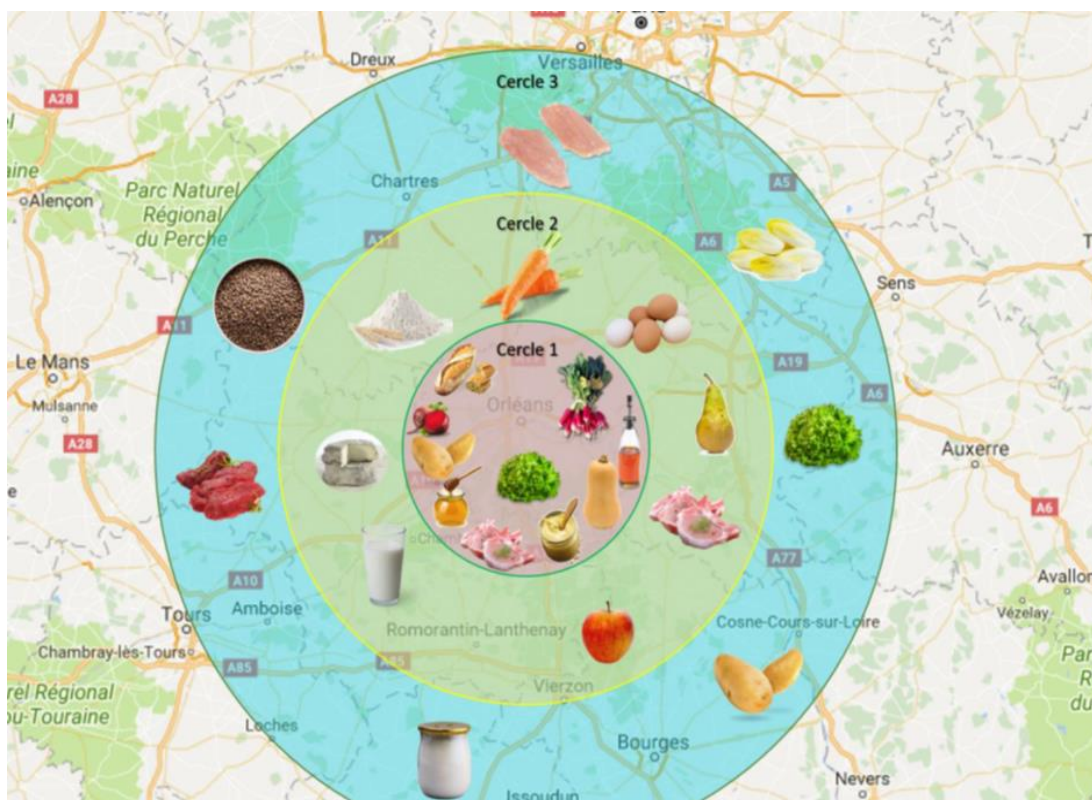 Dreux
Versailles
Cercle 3
A28
Parc Naturel
Régional
du Perche
Alençon
Chartres
A5
Cercle 2
A11
A6
Sens
A11
Le Mans
Mulsanne
A28
Cercle 1
Orléans
A19
A6
Auxerre
A6
A77
A10
Tours
Amboise
Chambray-lès-Tours
A85
Romorantin-Lanthenay
A85
Cosne-Cours-sur-Loire
Avallon
Vézelay
Vierzon
Loches
Bourges
Nevers
Issoudun